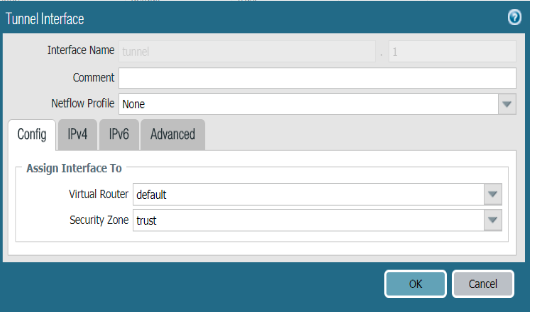 Tunnel Interface
Interface Name tunnel . 1
Comment
Netflow Profile None
Config IPv4 IPv6 Advanced
Assign Interface To
Virtual Router default
Security Zone trust
OK Cancel